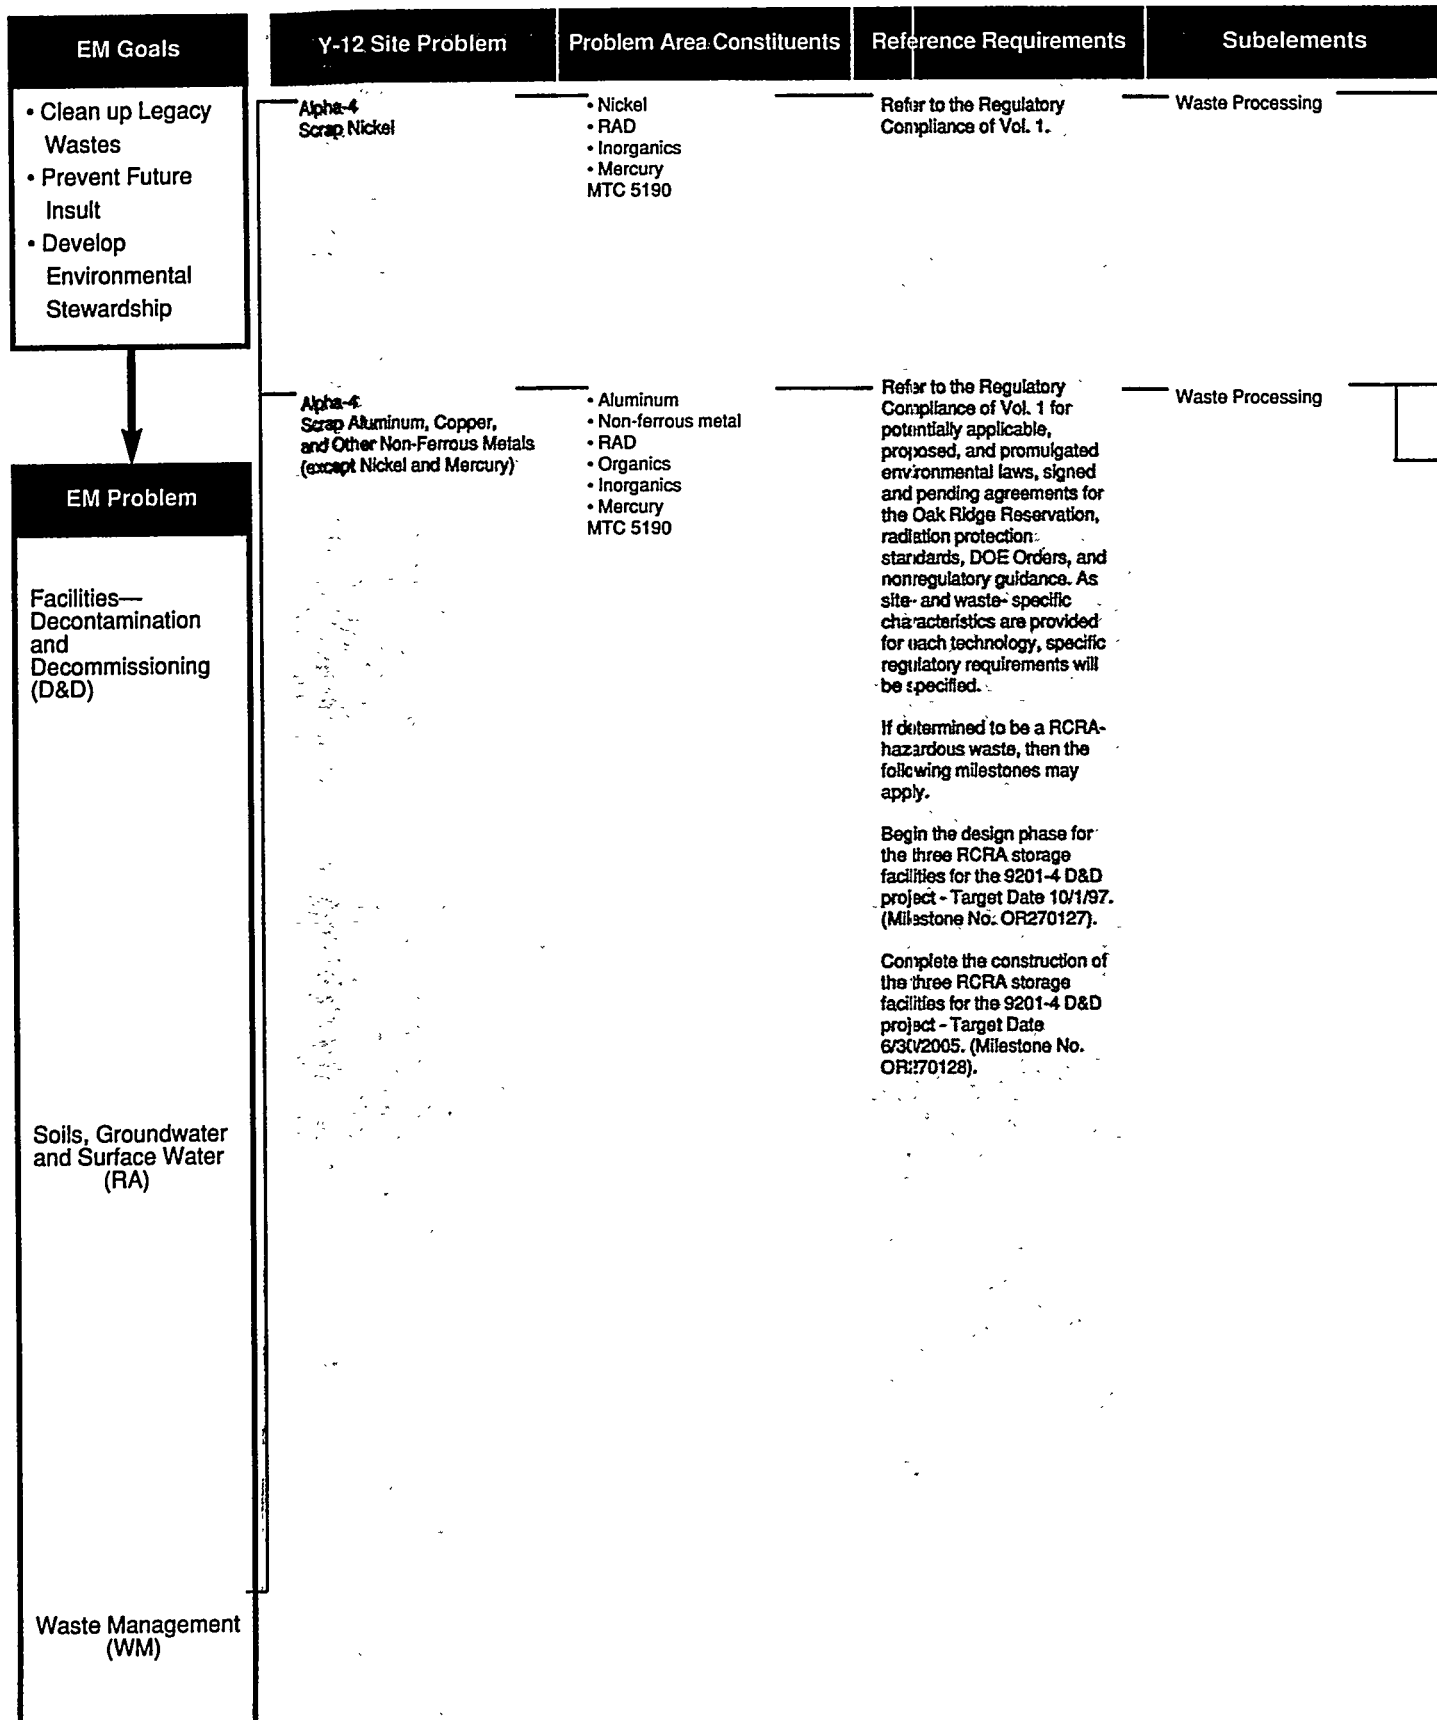 EM Goals
• Clean up Legacy
Wastes
• Prevent Future
Insult
• Develop
Environmental
Stewardship
EM Problem
Facilities—
Decontamination
and
Decommissioning
(D&D)
Soils, Groundwater
and Surface Water
(RA)
Waste Management
(WM)
Y-12 Site Problem
Problem Area Constituents
Reference Requirements
Subelements
Alpha-4
Scrap Nickel
• Nickel
• RAD
• Inorganics
• Mercury
MTC 5190
Refer to the Regulatory
Compliance of Vol. 1.
Waste Processing
Alpha-4
Scrap Aluminum, Copper,
and Other Non-Ferrous Metals
(except Nickel and Mercury)
• Aluminum
• Non-ferrous metal
• RAD
• Organics
• Inorganics
• Mercury
MTC 5190
Refer to the Regulatory
Compliance of Vol. 1 for
potentially applicable,
proposed, and promulgated
environmental laws, signed
and pending agreements for
the Oak Ridge Reservation,
radiation protection
standards, DOE Orders, and
nonregulatory guidance. As
site- and waste- specific
characteristics are provided
for each technology, specific
regulatory requirements will
be specified.
If determined to be a RCRA-
hazardous waste, then the
following milestones may
apply.
Begin the design phase for
the three RCRA storage
facilities for the 9201-4 D&D
project - Target Date 10/1/97.
(Milestone No. OR270127).
Complete the construction of
the three RCRA storage
facilities for the 9201-4 D&D
project - Target Date
6/30/2005. (Milestone No.
OR270128).
Waste Processing